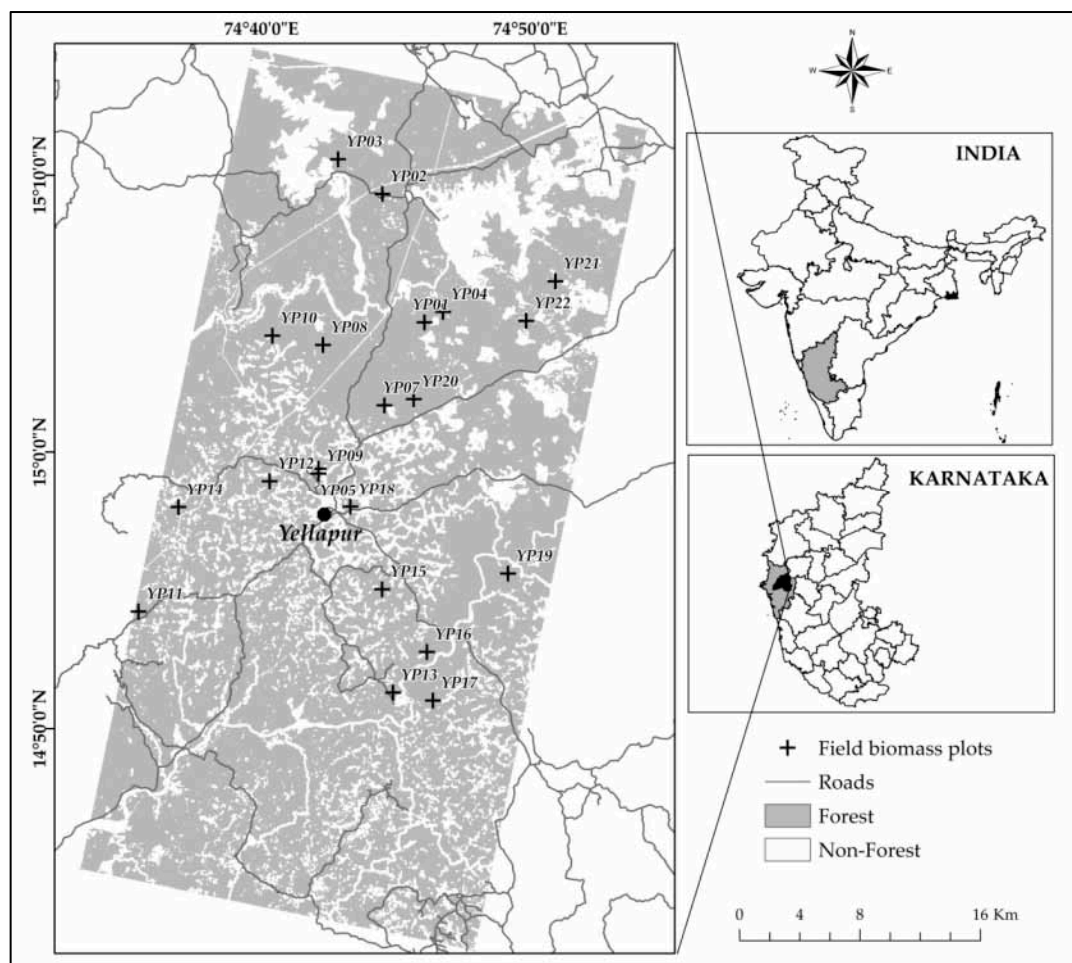 74°40'0"E
74°50'0"E
N
W
E
S
15°10'0"N
15°0'0"N
14°50'0"N
YP03
YP02
YP21
YP04
YP01
YP22
YP10
YP08
YP20
YP07
YP09
YP12
YP05
YP18
YP14
Yellapur
YP19
YP15
YP11
YP16
YP13
YP17
INDIA
KARNATAKA
Field biomass plots
Roads
Forest
Non-Forest
0 4 8 16 Km